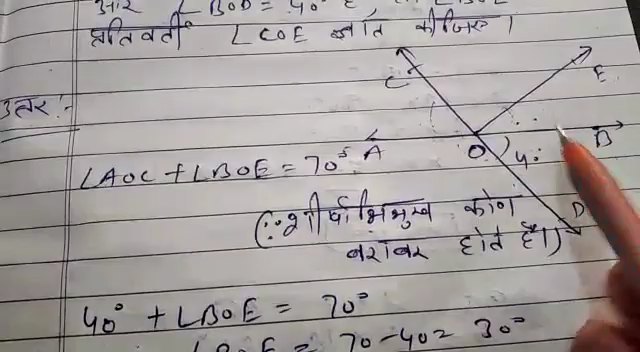 और ∠BOD = 40° है,
प्रतिवर्ती ∠COE ज्ञात कीजिए।
उत्तर:-
C
E
A
O
B
40
D
∠AOC + ∠BOE = 70°
(∵ शीर्षाभिमुख कोण
बराबर होते हैं।)
40° + ∠BOE = 70°
∠BOE = 70-40= 30°